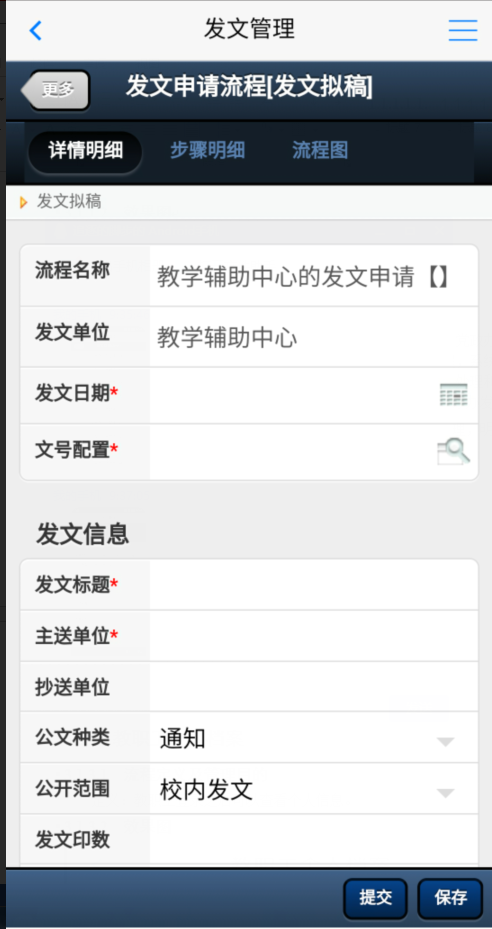 发文管理
更多
发文申请流程[发文拟稿]
详情明细 步骤明细 流程图
发文拟稿
流程名称 教学辅助中心的发文申请【】
发文单位 教学辅助中心
发文日期*
文号配置*
发文信息
发文标题*
主送单位*
抄送单位
公文种类 通知
公开范围 校内发文
发文印数
提交 保存